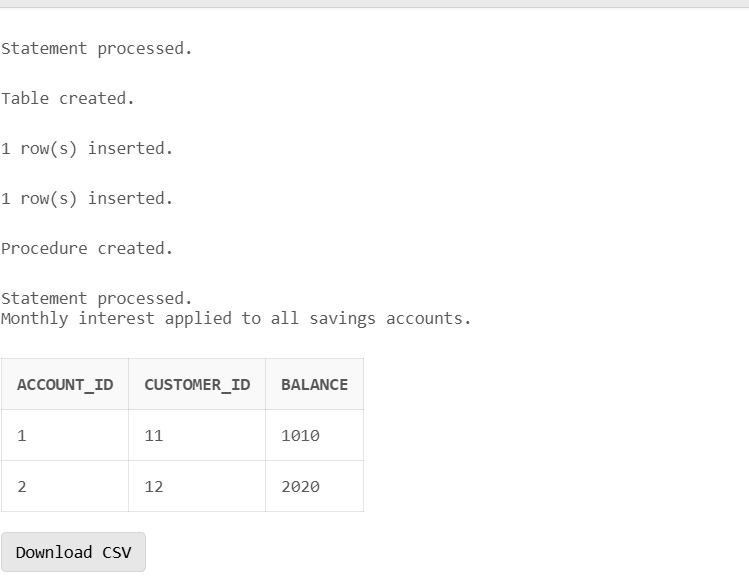 Statement processed.
Table created.
1 row(s) inserted.
1 row(s) inserted.
Procedure created.
Statement processed.
Monthly interest applied to all savings accounts.
ACCOUNT_ID CUSTOMER_ID BALANCE
1 11 1010
2 12 2020
Download CSV